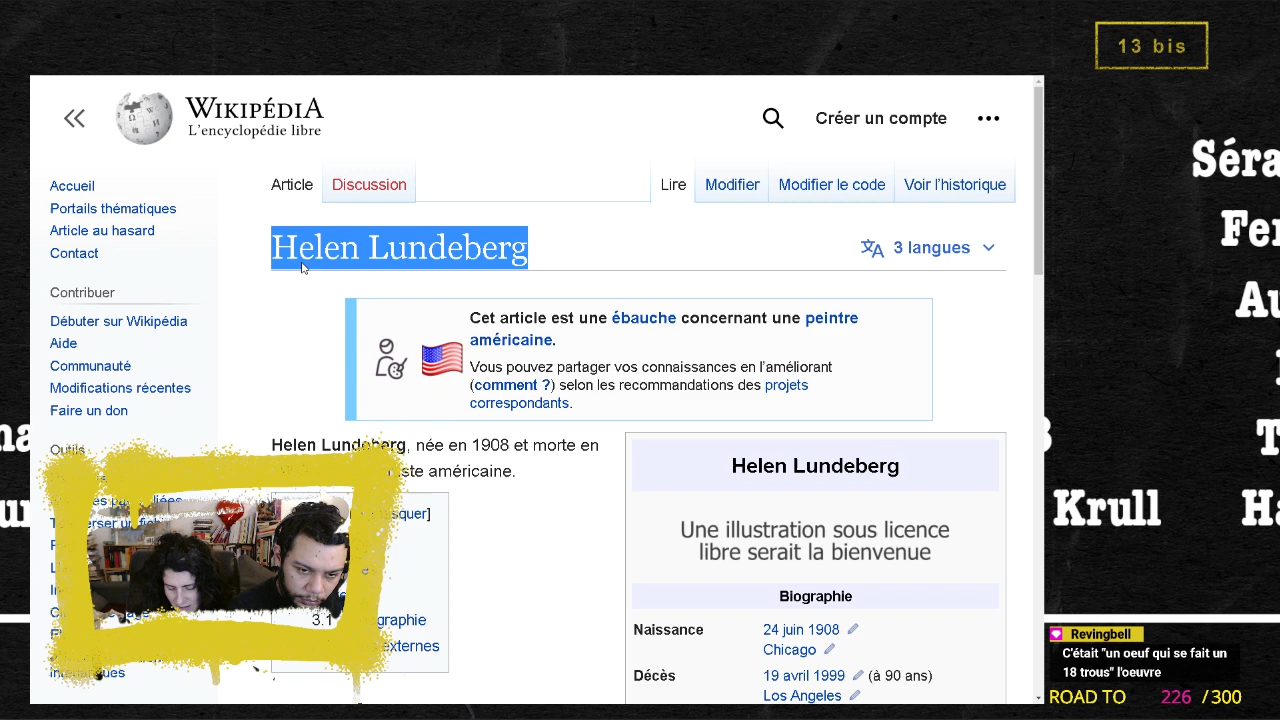 13 bis
WIKIPÉDIA
L'encyclopédie libre
Créer un compte
Article
Discussion
Lire
Modifier
Modifier le code
Voir l'historique
Accueil
Portails thématiques
Article au hasard
Contact
Contribuer
Débuter sur Wikipédia
Aide
Communauté
Modifications récentes
Faire un don
Outils
Helen Lundeberg
3 langues
Cet article est une ébauche concernant une peintre
américaine.
Vous pouvez partager vos connaissances en l'améliorant
(comment ?) selon les recommandations des projets
correspondants.
Helen Lundeberg, née en 1908 et morte en
américaine.
3.1
externes
Helen Lundeberg
Une illustration sous licence
libre serait la bienvenue
Biographie
Naissance
24 juin 1908
Chicago
Décès
19 avril 1999 (à 90 ans)
Los Angeles
Krull
Revingbell
C'était "un oeuf qui se fait un
18 trous" l'oeuvre
ROAD TO 226 / 300